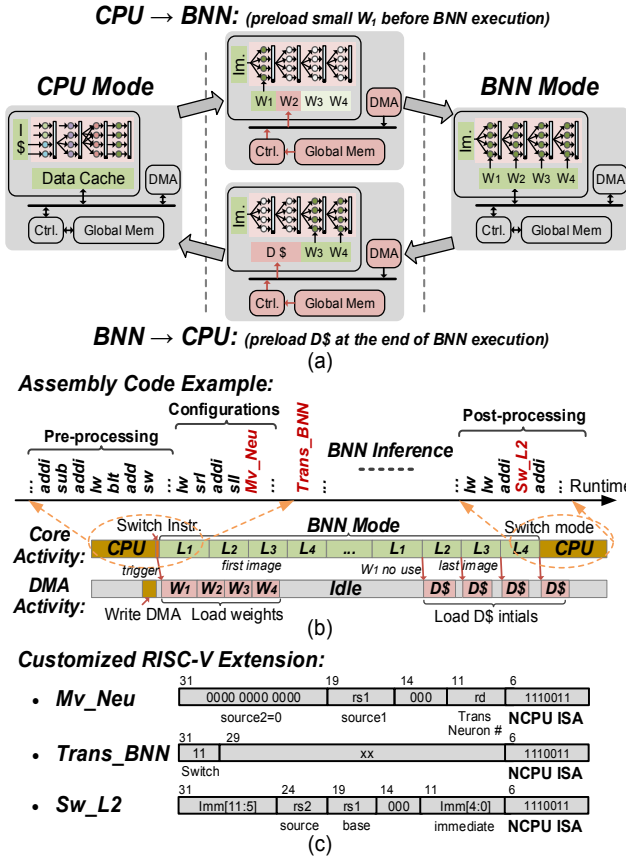 CPU → BNN: (preload small W1 before BNN execution)
CPU Mode
BNN Mode
I $
Data Cache
DMA
Ctrl.
Global Mem
Im.
W1 W2 W3 W4
DMA
Ctrl.
Global Mem
Im.
D $ W3 W4
DMA
Ctrl.
Global Mem
Im.
W1 W2 W3 W4
DMA
Ctrl.
Global Mem
BNN → CPU: (preload D$ at the end of BNN execution)
(a)
Assembly Code Example:
Pre-processing
Configurations
Post-processing
... addi sub addi lw blt add sw ... lw srl addi sll Mv_Neu ... Trans_BNN ... BNN Inference ... lw lw addi Sw_L2 addi ... Runtime
Switch Instr.
BNN Mode
Switch mode
Core Activity:
CPU L1 L2 L3 L4 ... L1 L2 L3 L4 CPU
trigger
first image
W1 no use
last image
DMA Activity:
W1 W2 W3 W4 Idle D$ D$ D$ D$
Write DMA
Load weights
Load D$ intials
(b)
Customized RISC-V Extension:
• Mv_Neu
31 19 14 11 6
0000 0000 0000 rs1 000 rd 1110011
source2=0 source1 Trans Neuron # NCPU ISA
• Trans_BNN
31 29 6
11 xx 1110011
Switch NCPU ISA
• Sw_L2
31 24 19 14 11 6
Imm[11:5] rs2 rs1 000 Imm[4:0] 1110011
source base immediate NCPU ISA
(c)